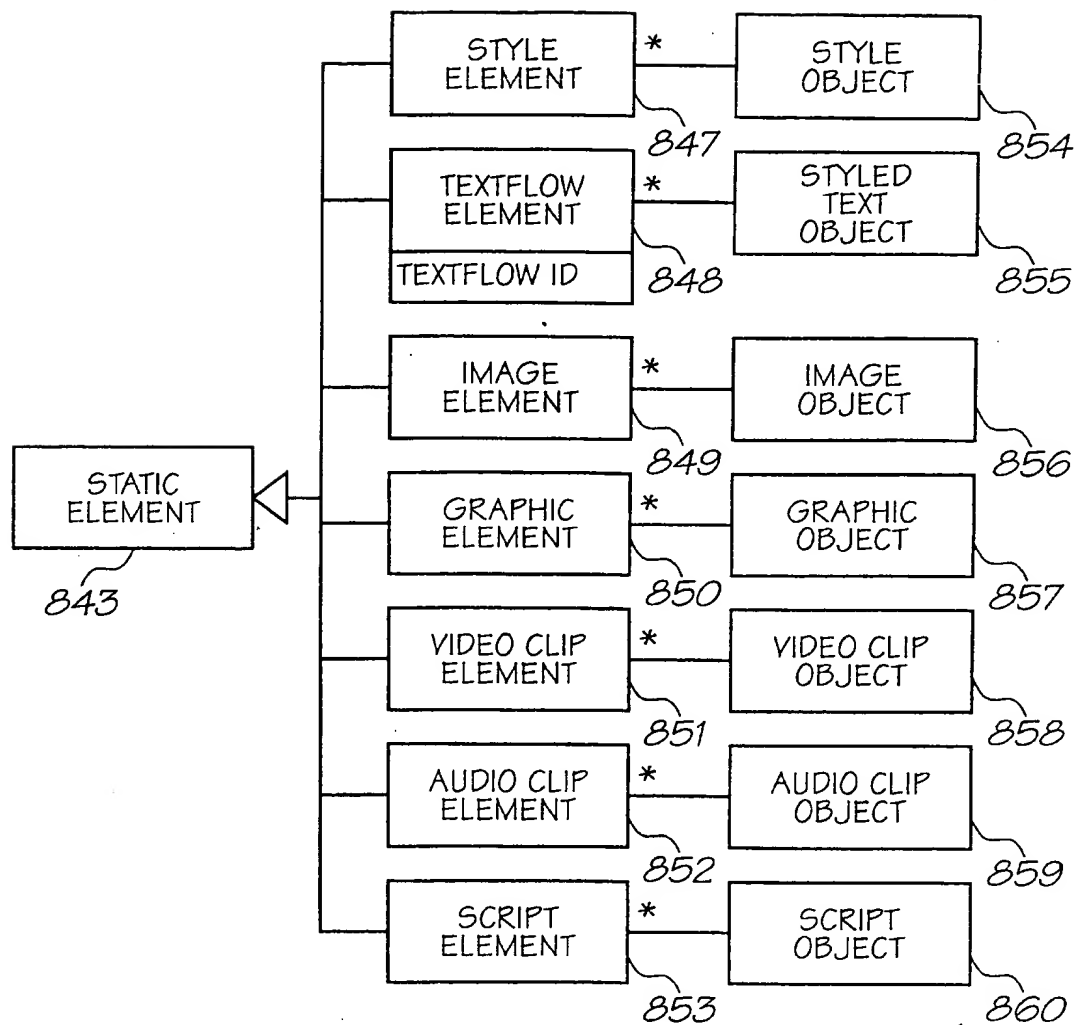 STYLE
ELEMENT
847
*
STYLE
OBJECT
854
TEXTFLOW
ELEMENT
848
TEXTFLOW ID
*
STYLED
TEXT
OBJECT
855
IMAGE
ELEMENT
849
*
IMAGE
OBJECT
856
STATIC
ELEMENT
843
GRAPHIC
ELEMENT
850
*
GRAPHIC
OBJECT
857
VIDEO CLIP
ELEMENT
851
*
VIDEO CLIP
OBJECT
858
AUDIO CLIP
ELEMENT
852
*
AUDIO CLIP
OBJECT
859
SCRIPT
ELEMENT
853
*
SCRIPT
OBJECT
860